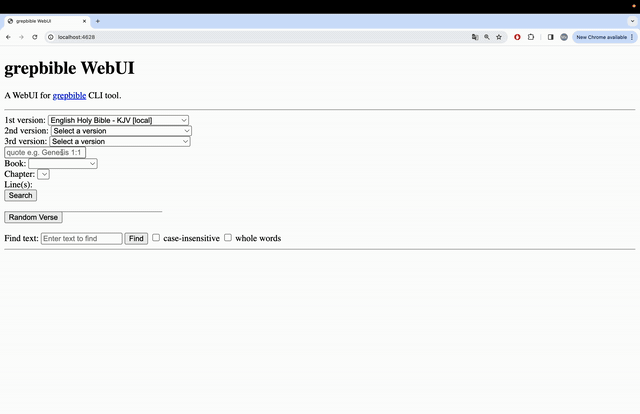 grepbible WebUI
localhost:4628
New Chrome available
grepbible WebUI
A WebUI for grepbible CLI tool.
1st version: English Holy Bible - KJV [local]
2nd version: Select a version
3rd version: Select a version
quote e.g. Genesis 1:1
Book:
Chapter:
Line(s):
Search
Random Verse
Find text: Enter text to find Find case-insensitive whole words